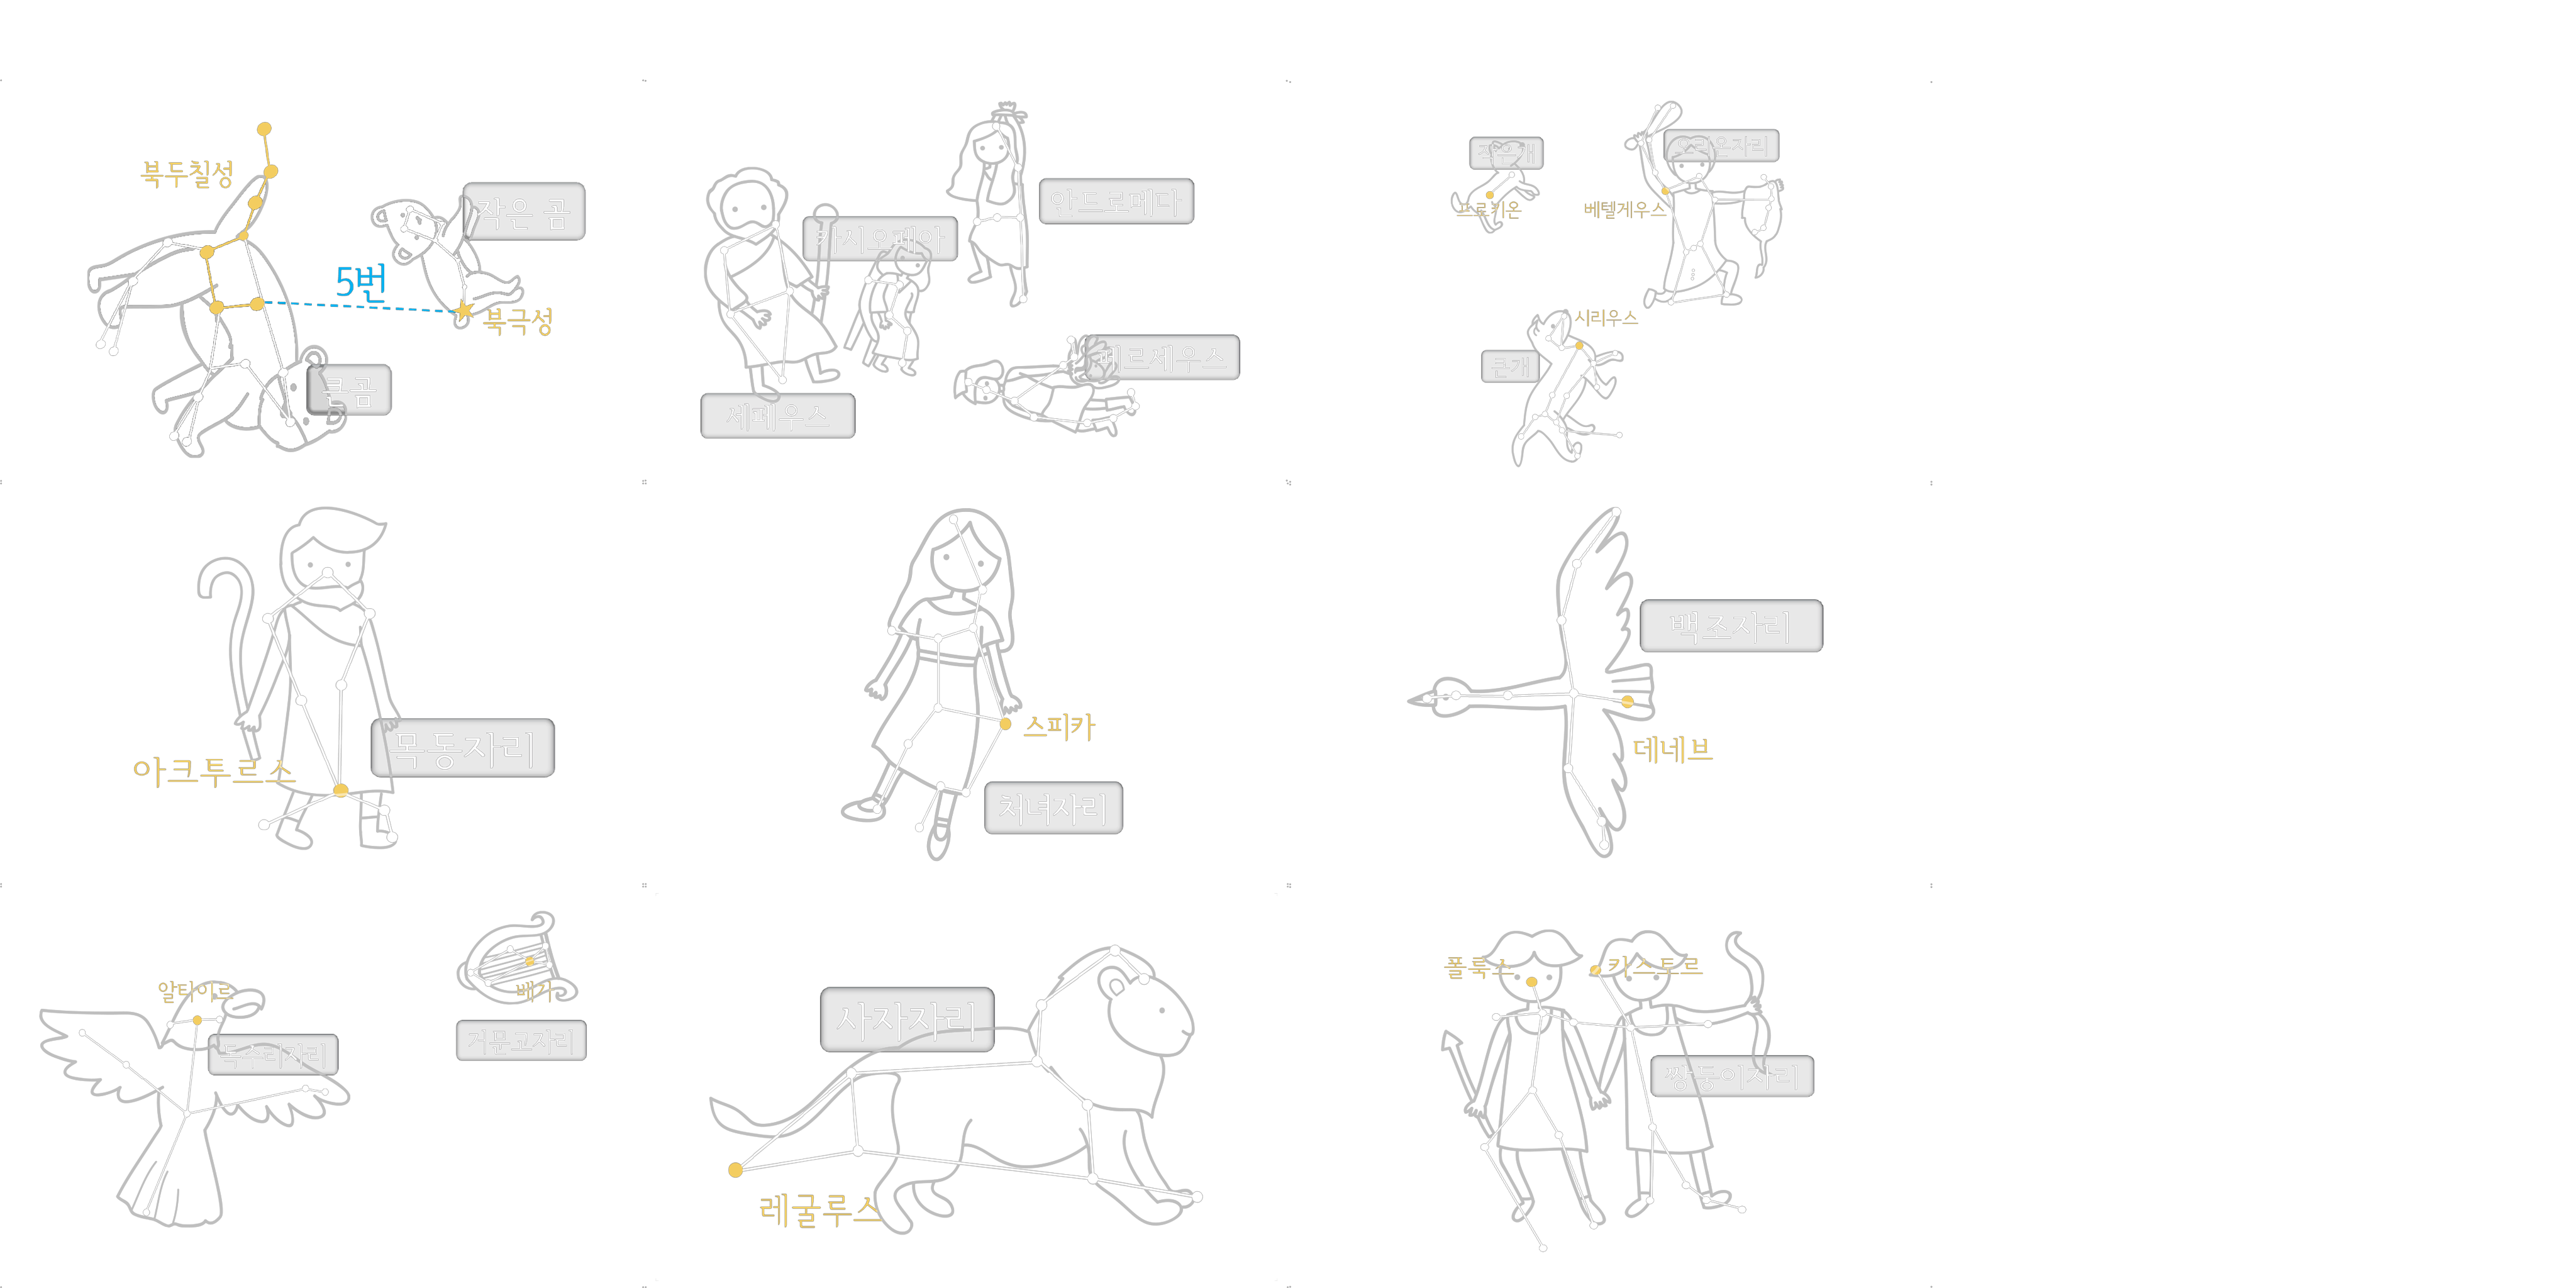 북두칠성
작은 곰
5번
북극성
큰곰
안드로메다
카시오페아
페르세우스
세페우스
작은개
프로키온
오리온자리
베텔게우스
시리우스
큰개
목동자리
아크투르스
스피카
처녀자리
백조자리
데네브
알타이르
독수리자리
베가
거문고자리
사자자리
레굴루스
폴룩스
카스토르
쌍둥이자리